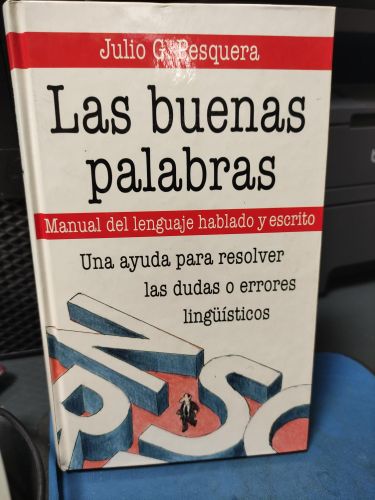 Julio G. Pesquera
Las buenas
palabras
Manual del lenguaje hablado y escrito
Una ayuda para resolver
las dudas o errores
lingüísticos